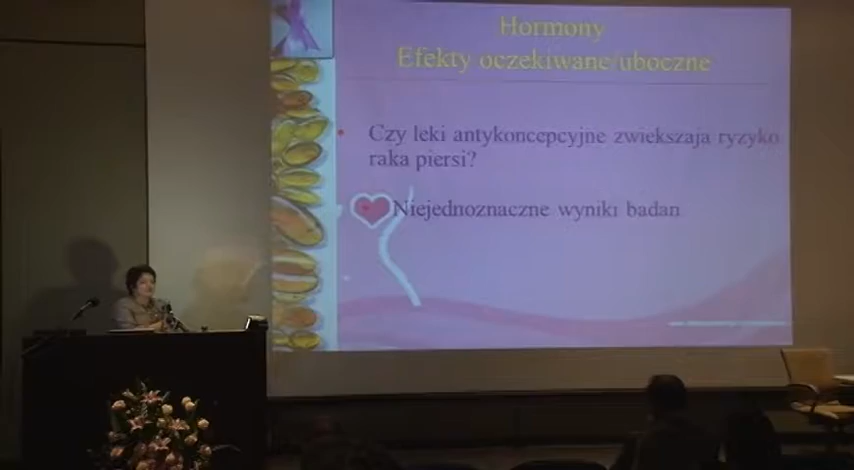 Hormony
Efekty oczekiwane/uboczne
Czy leki antykoncepcyjne zwiekszaja ryzyko
raka piersi?
Niejednoznaczne wyniki badan